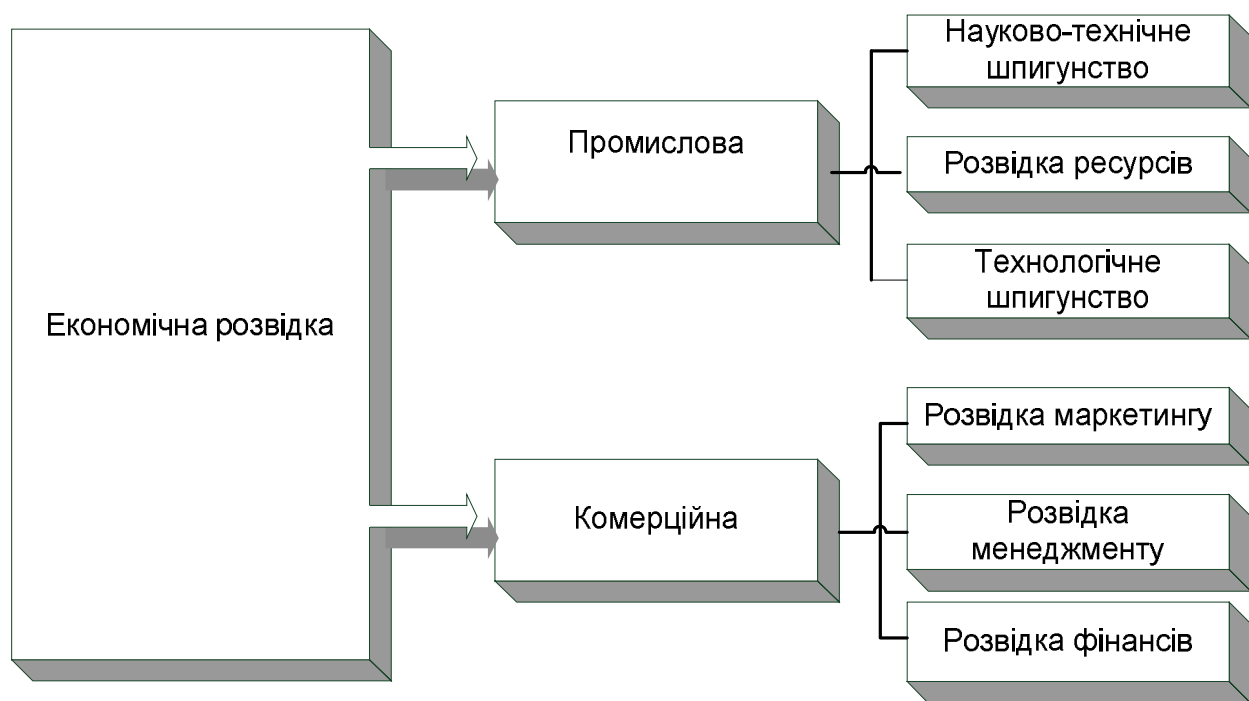 Економічна розвідка
Промислова
Науково-технічне
шпигунство
Розвідка ресурсів
Технологічне
шпигунство
Комерційна
Розвідка маркетингу
Розвідка
менеджменту
Розвідка фінансів